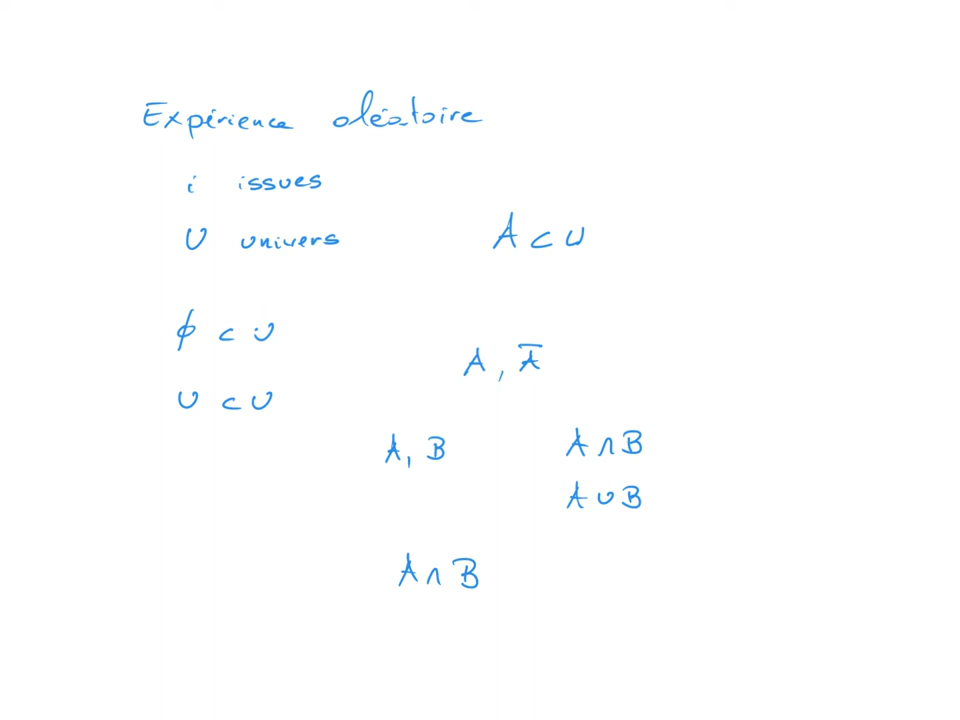 Expérience aléatoire
i issues
U univers
A ⊂ U
ϕ ⊂ U
U ⊂ U
A, A̅
A, B
A ∩ B
A ∪ B
A ∩ B